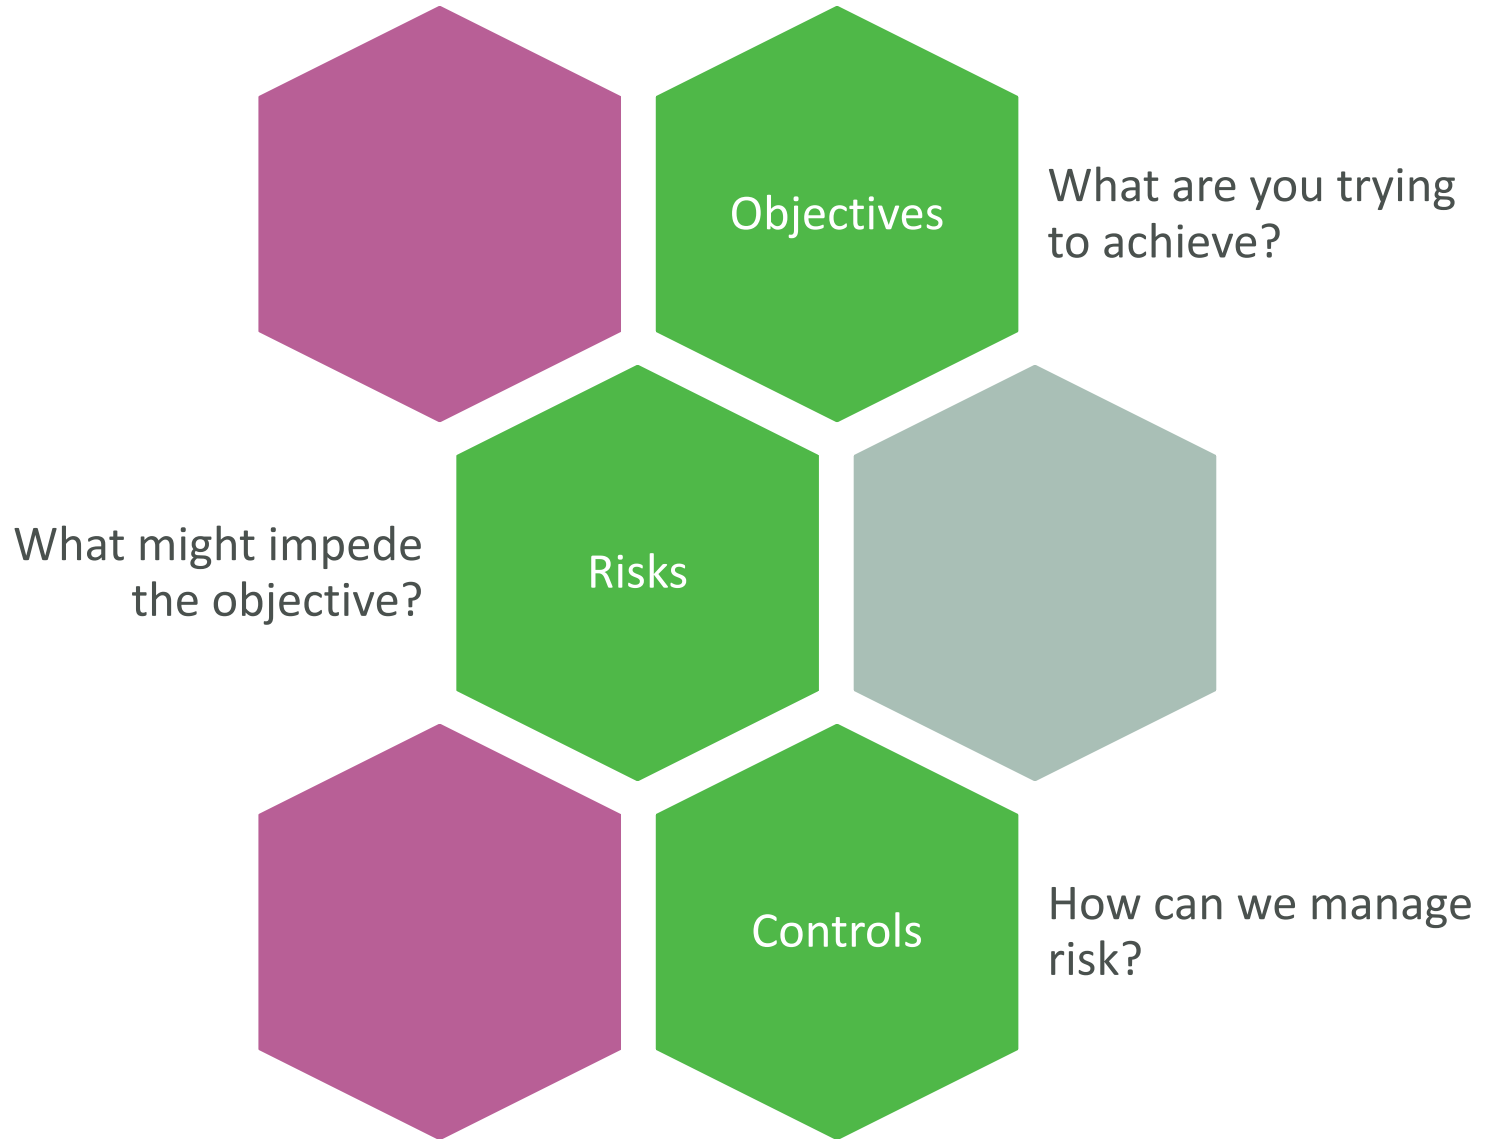 Objectives
What are you trying
to achieve?
What might impede
the objective?
Risks
Controls
How can we manage
risk?